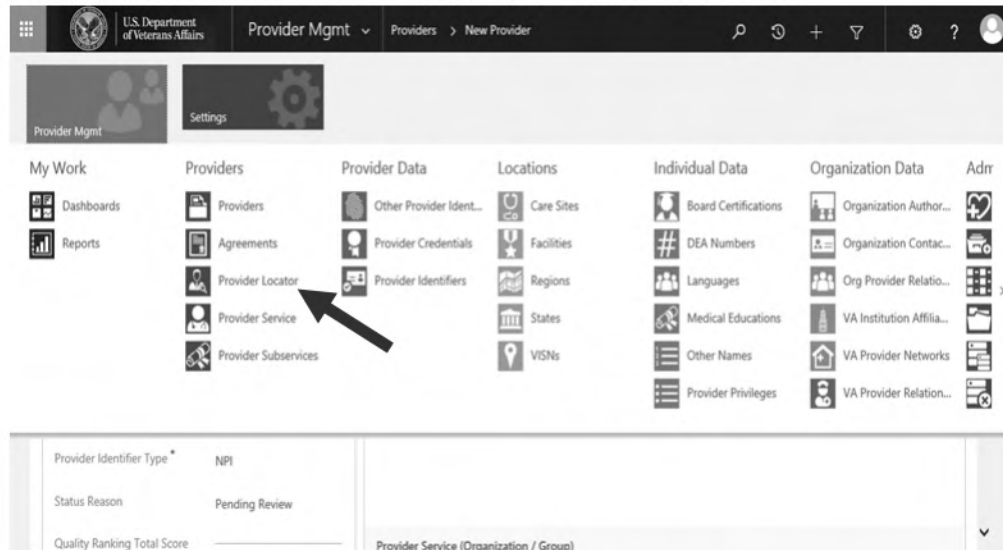 U.S. Department
of Veterans Affairs
Provider Mgmt
Providers > New Provider
?
Provider Mgmt
Settings
My Work
Dashboards
Reports
Providers
Providers
Agreements
Provider Locator
Provider Service
Provider Subservices
Provider Data
Other Provider Ident...
Provider Credentials
Provider Identifiers
Locations
Care Sites
Facilities
Regions
States
VISNs
Individual Data
Board Certifications
# DEA Numbers
Languages
Medical Educations
Other Names
Provider Privileges
Organization Data
Organization Author...
Organization Contac...
Org Provider Relatio...
VA Institution Affilia...
VA Provider Networks
VA Provider Relation...
Adm
Provider Identifier Type * NPI
Status Reason Pending Review
Quality Ranking Total Score
Provider Service (Organization / Group)